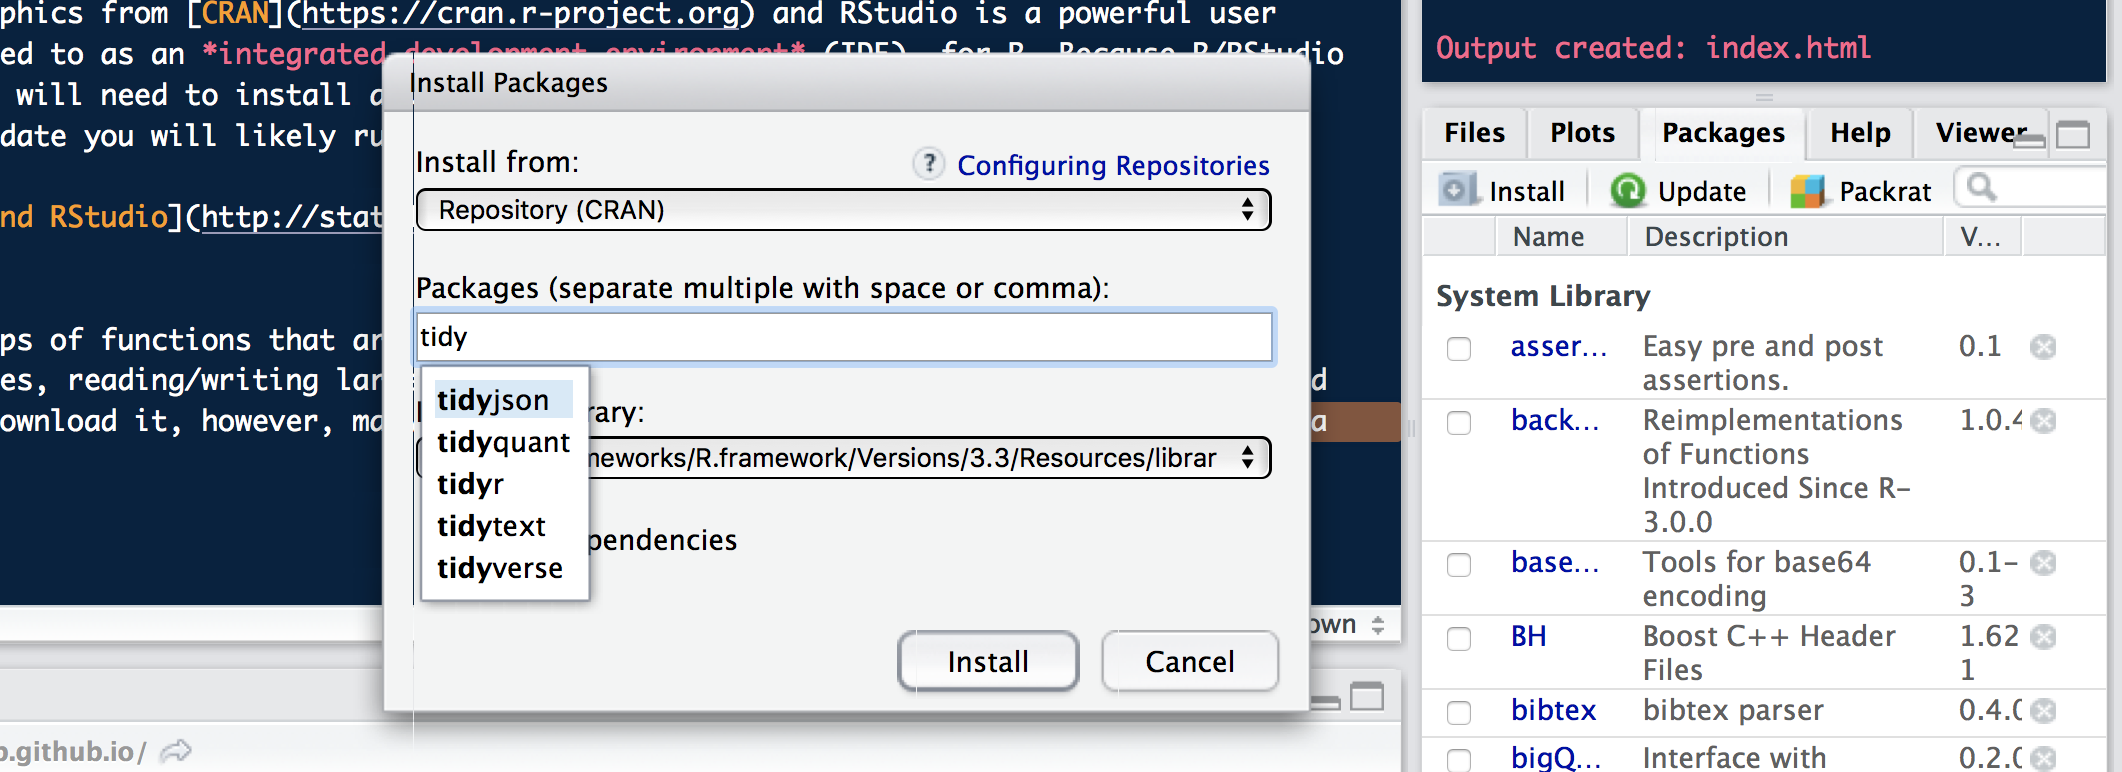 phics from [CRAN](https://cran.r-project.org) and RStudio is a powerful user
ed to as an *integrated development environment* (IDE) for R. Because R/RStudio
will need to install a
date you will likely ru
nd RStudio](http://stat
ps of functions that ar
es, reading/writing lar
d
ownload it, however, ma
a
Install Packages
Install from:
? Configuring Repositories
Repository (CRAN)
Packages (separate multiple with space or comma):
tidy
tidyjson
tidyquant
tidyr
tidytext
tidyverse
rary:
neworks/R.framework/Versions/3.3/Resources/librar
pendencies
Install
Cancel
own
o.github.io/
Output created: index.html
Files Plots Packages Help Viewer
Install Update Packrat
Name Description V...
System Library
asser... Easy pre and post 0.1
assertions.
back... Reimplementations 1.0.4
of Functions
Introduced Since R-
3.0.0
base... Tools for base64 0.1-
encoding 3
BH Boost C++ Header 1.62
Files 1
bibtex bibtex parser 0.4.0
bigQ... Interface with 0.2.0